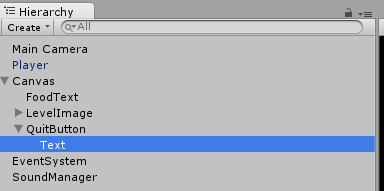 Hierarchy
Create All
Main Camera
Player
Canvas
FoodText
LevelImage
QuitButton
Text
EventSystem
SoundManager